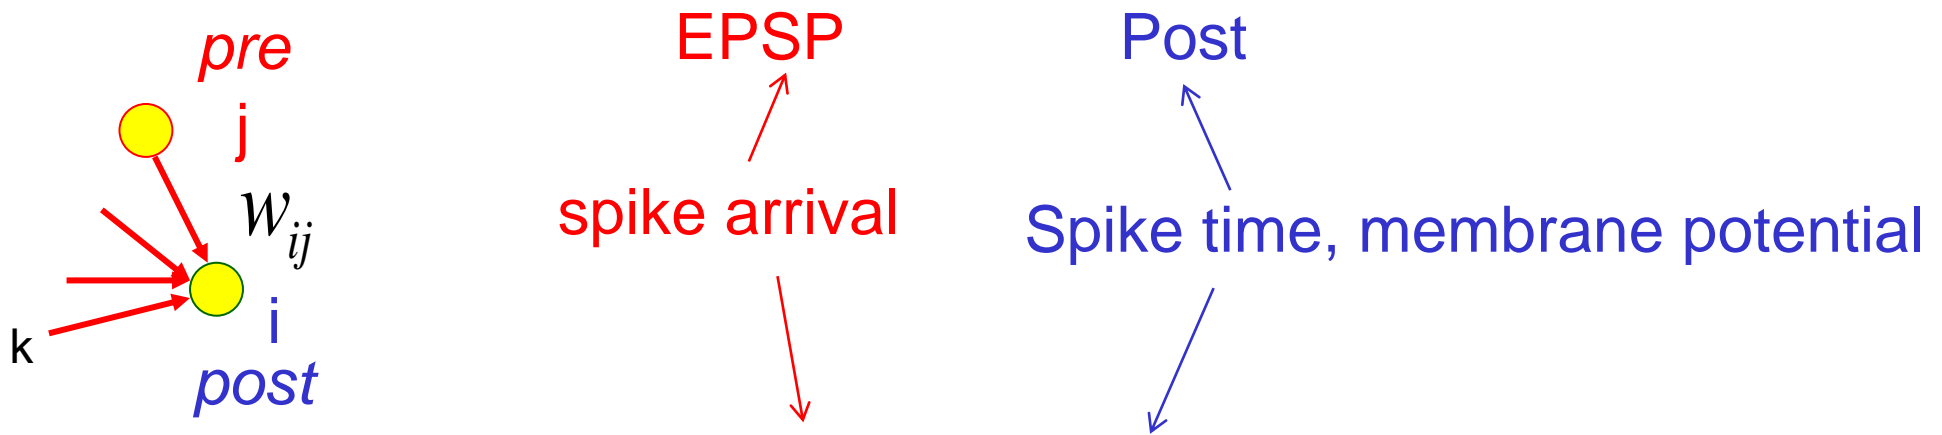 pre
j
w_ij
k
i
post
EPSP
spike arrival
Post
Spike time, membrane potential